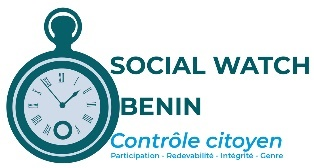 SOCIAL WATCH
BENIN
Contrôle citoyen
Participation - Redevabilité - Intégrité - Genre